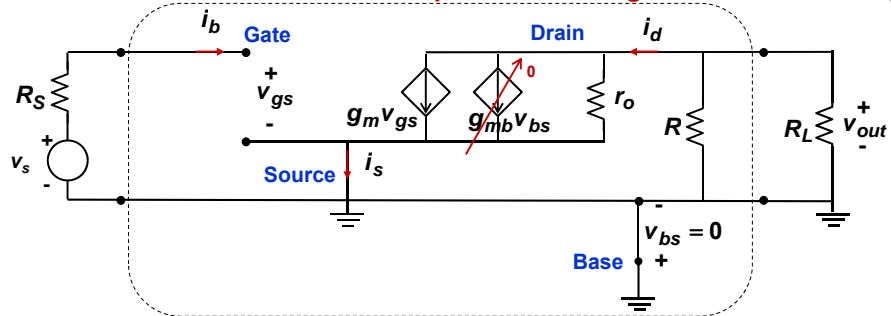 i_b
Gate
Drain
i_d
+
v_gs
-
0
R_S
g_m v_gs
g_mb v_bs
r_o
R
R_L
+
v_out
-
+
v_s
-
Source
i_s
-
v_bs = 0
Base
+